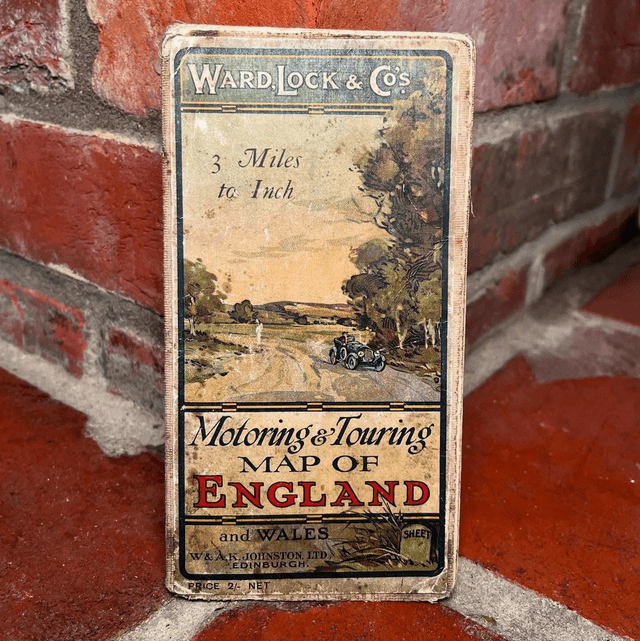 WARD, LOCK & CO'S
3 Miles
to Inch
Motoring & Touring
MAP OF
ENGLAND
and WALES
SHEET
W. & A.K. JOHNSTON, LTD.
EDINBURGH.
PRICE 2/- NET